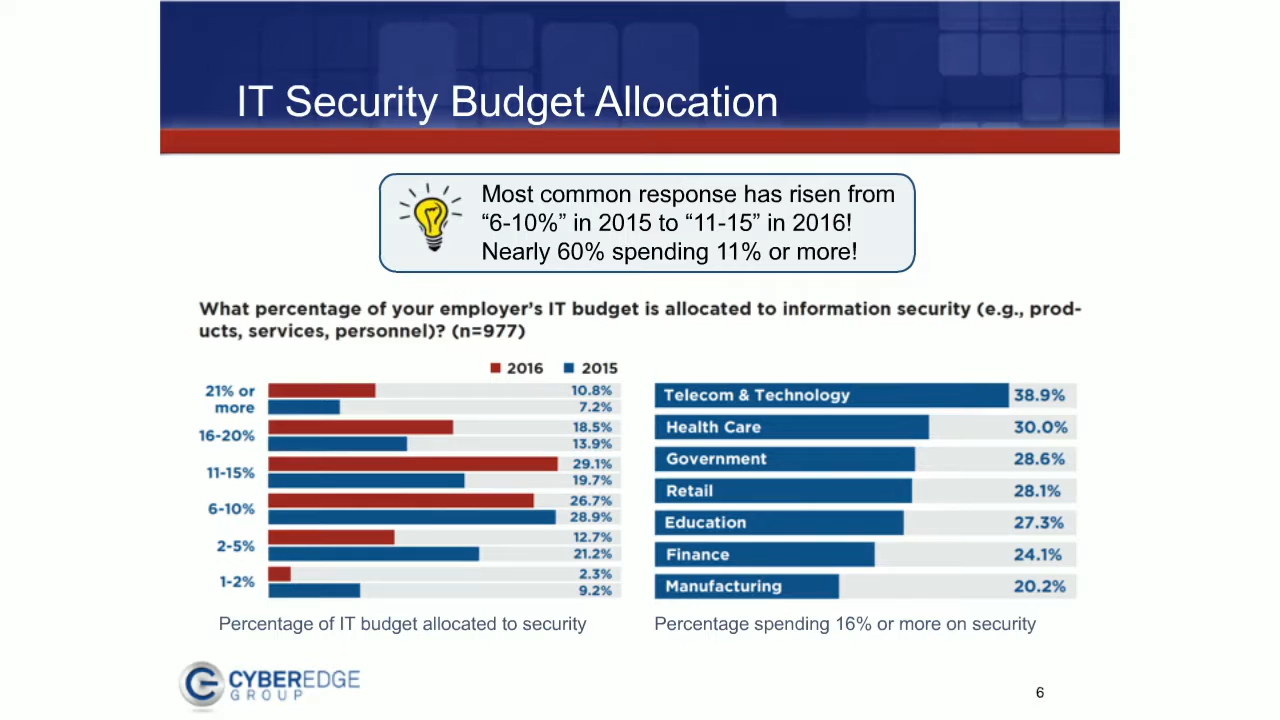 IT Security Budget Allocation
Most common response has risen from
“6-10%” in 2015 to “11-15” in 2016!
Nearly 60% spending 11% or more!
What percentage of your employer’s IT budget is allocated to information security (e.g., prod-
ucts, services, personnel)? (n=977)
2016 2015
21% or
more
10.8%
7.2%
16-20%
18.5%
13.9%
11-15%
29.1%
19.7%
6-10%
26.7%
28.9%
2-5%
12.7%
21.2%
1-2%
2.3%
9.2%
Percentage of IT budget allocated to security
Telecom & Technology 38.9%
Health Care 30.0%
Government 28.6%
Retail 28.1%
Education 27.3%
Finance 24.1%
Manufacturing 20.2%
Percentage spending 16% or more on security
CYBEREDGE
GROUP
6